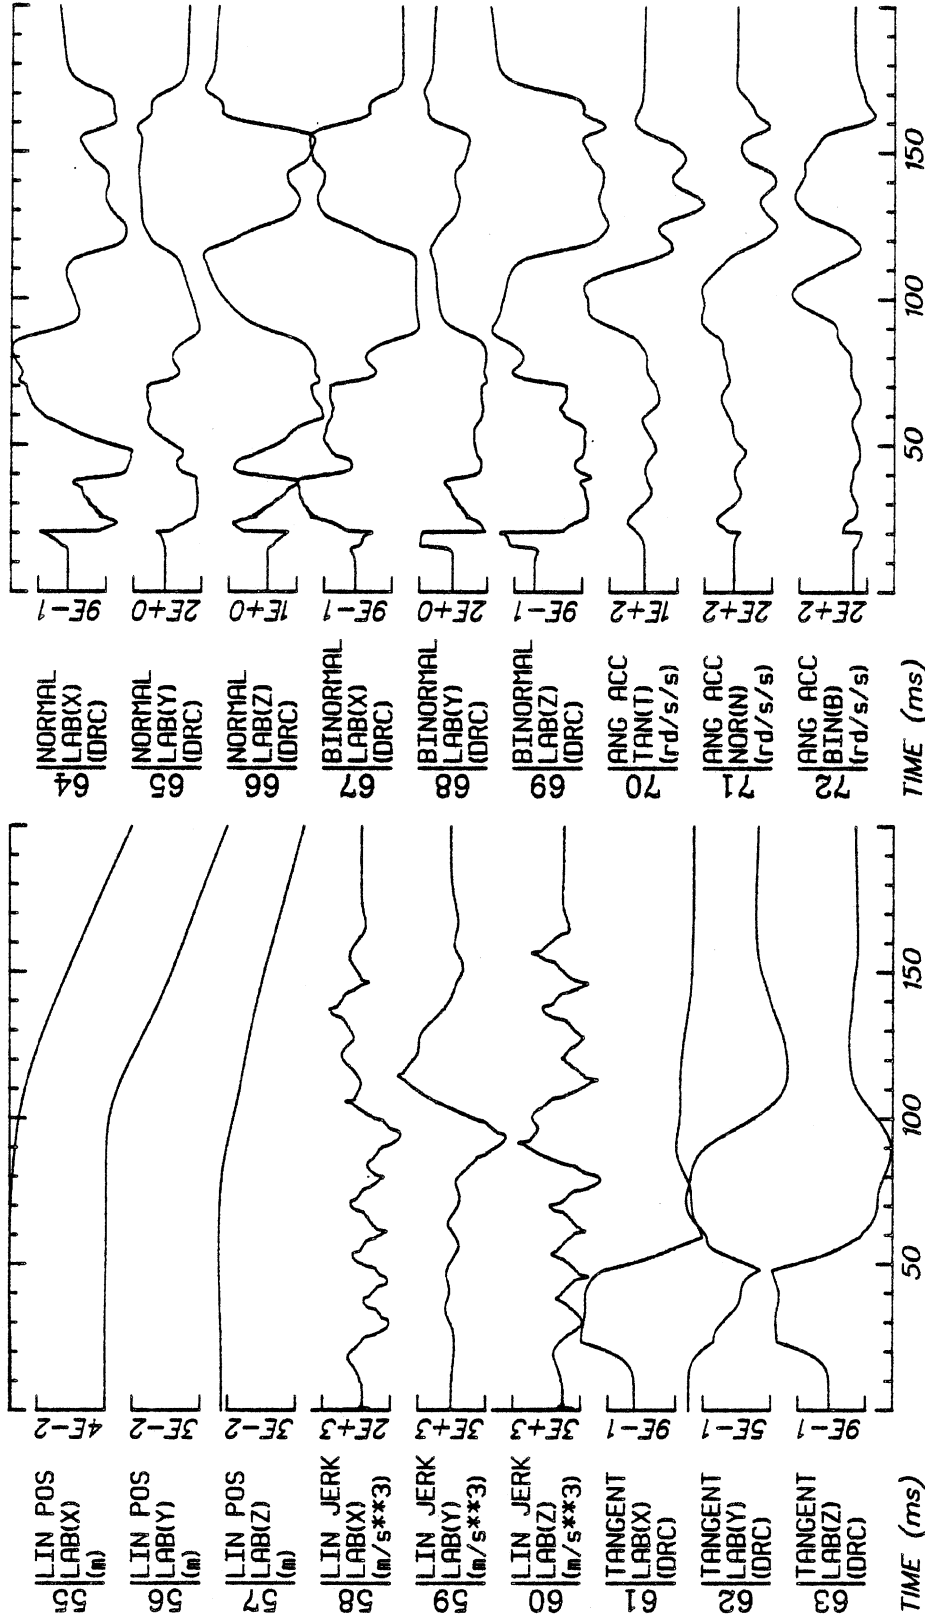 55 LIN POS
LAB(X)
(m)
4E-2
56 LIN POS
LAB(Y)
(m)
3E-2
57 LIN POS
LAB(Z)
(m)
3E-2
58 LIN JERK
LAB(X)
(m/s**3)
2E+3
59 LIN JERK
LAB(Y)
(m/s**3)
3E+3
60 LIN JERK
LAB(Z)
(m/s**3)
3E+3
61 TANGENT
LAB(X)
(DRC)
9E-1
62 TANGENT
LAB(Y)
(DRC)
5E-1
63 TANGENT
LAB(Z)
(DRC)
9E-1
TIME (ms)
50
100
150
64 NORMAL
LAB(X)
(DRC)
9E-1
65 NORMAL
LAB(Y)
(DRC)
2E+0
66 NORMAL
LAB(Z)
(DRC)
1E+0
67 BINORMAL
LAB(X)
(DRC)
9E-1
68 BINORMAL
LAB(Y)
(DRC)
2E+0
69 BINORMAL
LAB(Z)
(DRC)
9E-1
70 ANG ACC
TAN(T)
(rd/s/s)
1E+2
71 ANG ACC
NOR(N)
(rd/s/s)
2E+2
72 ANG ACC
BIN(B)
(rd/s/s)
2E+2
TIME (ms)
50
100
150